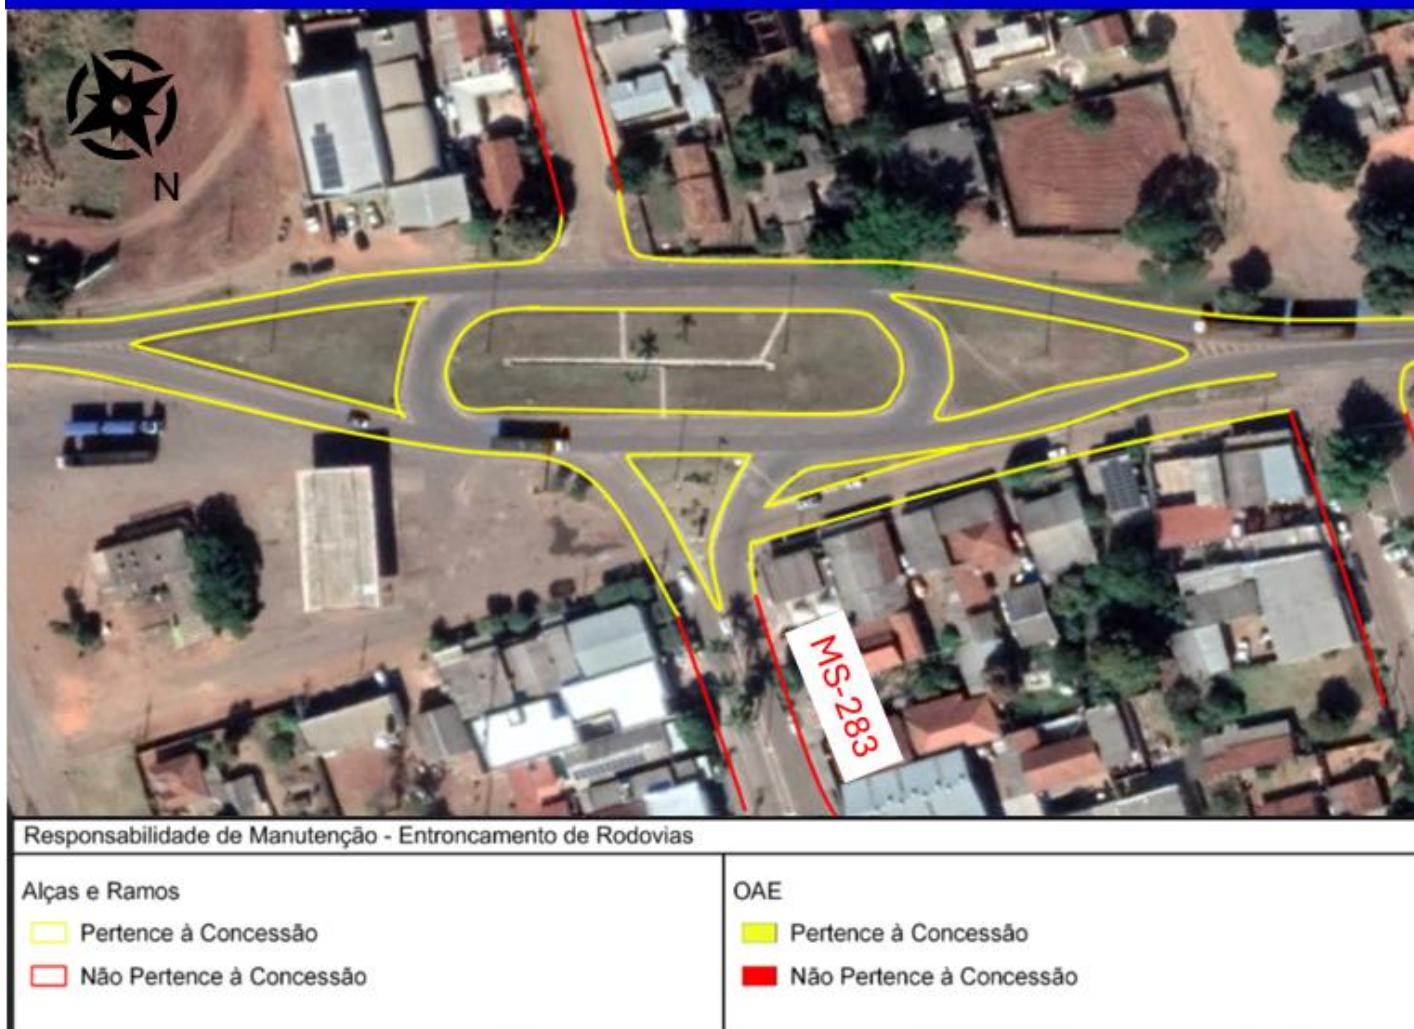 N
MS-283
Responsabilidade de Manutenção - Entroncamento de Rodovias
Alças e Ramos
Pertence à Concessão
Não Pertence à Concessão
OAE
Pertence à Concessão
Não Pertence à Concessão